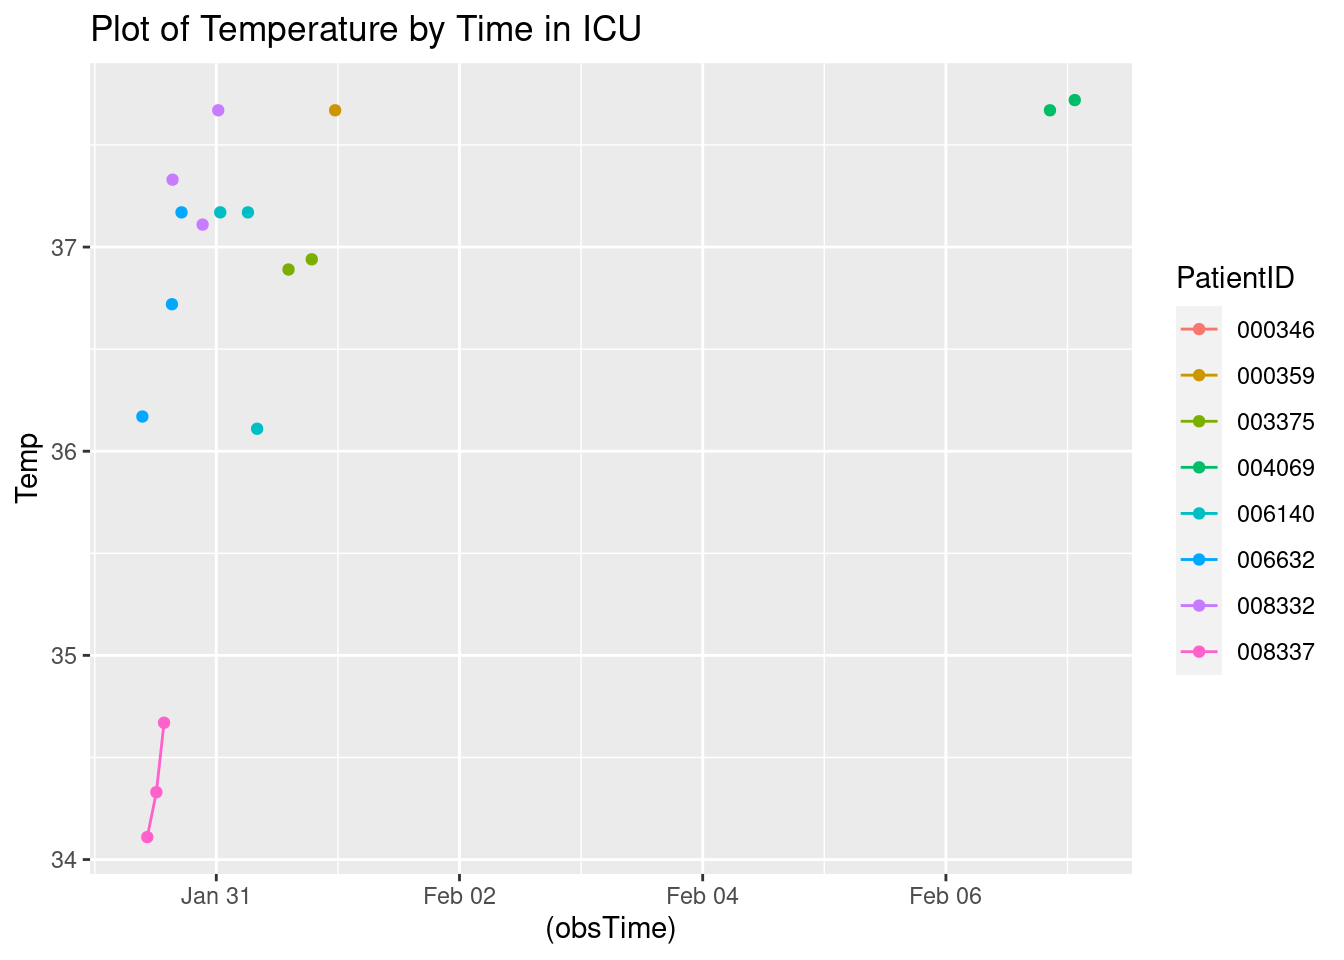 Plot of Temperature by Time in ICU
37
36
35
34
Temp
Jan 31
Feb 02
Feb 04
Feb 06
(obsTime)
PatientID
000346
000359
003375
004069
006140
006632
008332
008337